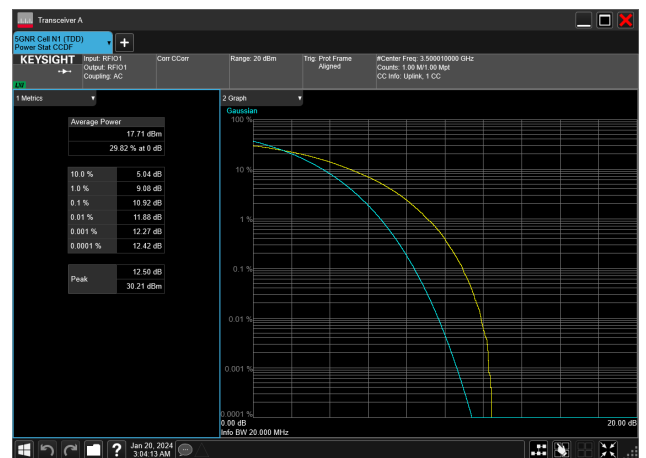 Transceiver A
5GNR Cell N1 (TDD)
Power Stat CCDF
KEYSIGHT
Input: RFIO1
Output: RFIO1
Coupling: AC
Corr CCorr
Range: 20 dBm
Trig: Prot Frame
Aligned
#Center Freq: 3.500010000 GHz
Counts: 1.00 M/1.00 Mpt
CC Info: Uplink, 1 CC
1 Metrics
Average Power
17.71 dBm
29.82 % at 0 dB
10.0 % 5.04 dB
1.0 % 9.08 dB
0.1 % 10.92 dB
0.01 % 11.88 dB
0.001 % 12.27 dB
0.0001 % 12.42 dB
Peak
12.50 dB
30.21 dBm
2 Graph
Gaussian
100 %
10 %
1 %
0.1 %
0.01 %
0.001 %
0.0001 %
0.00 dB
20.00 dB
Info BW 20.000 MHz
Jan 20, 2024
3:04:13 AM